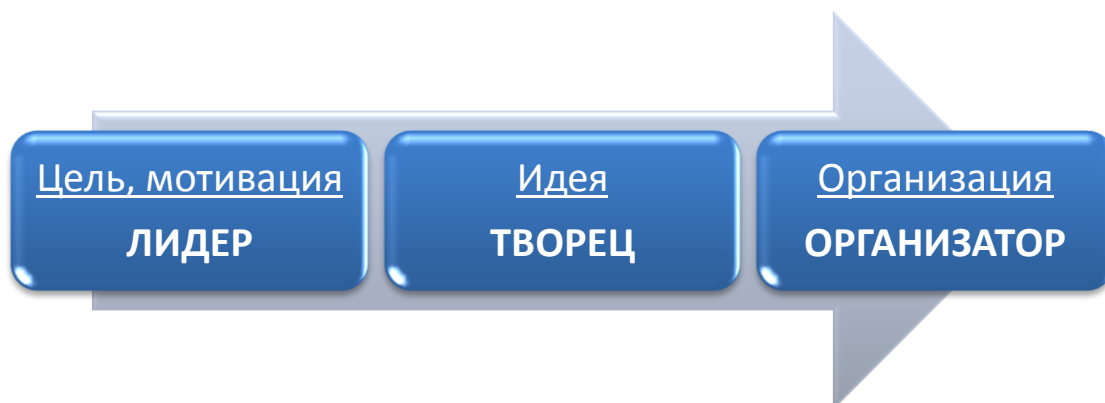 Цель, мотивация
ЛИДЕР
Идея
ТВОРЕЦ
Организация
ОРГАНИЗАТОР